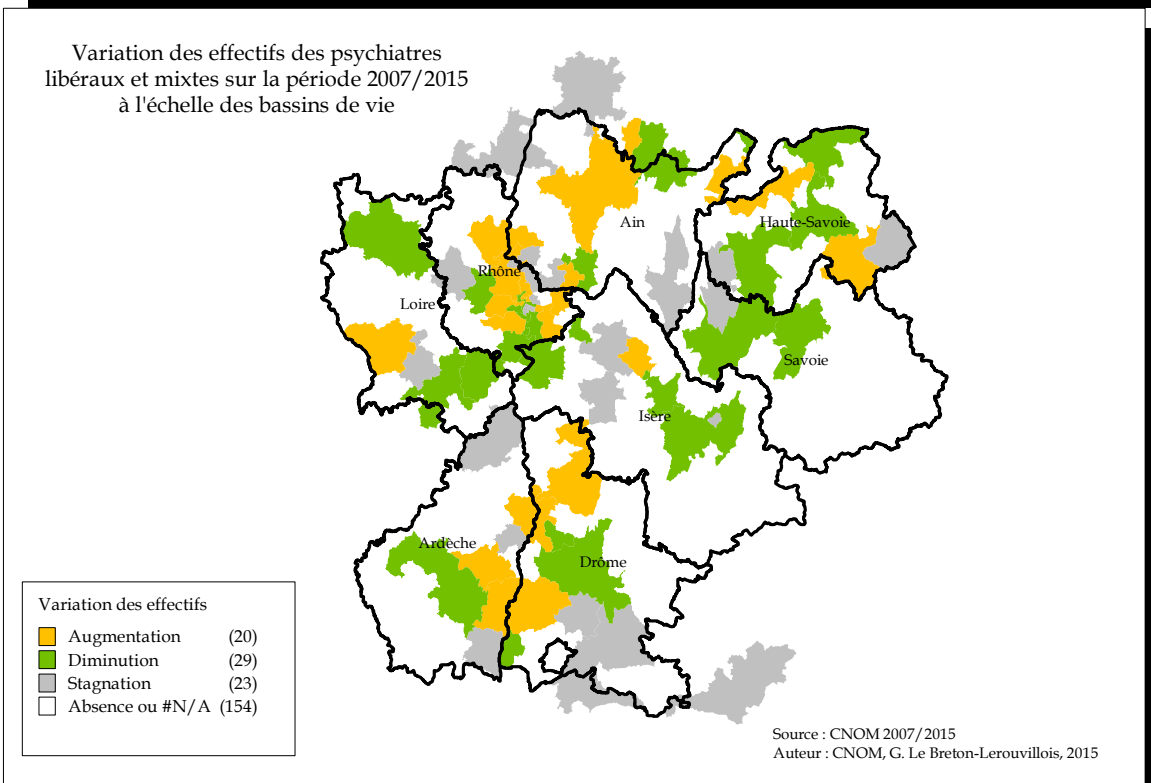 Variation des effectifs des psychiatres
libéraux et mixtes sur la période 2007/2015
à l'échelle des bassins de vie
Ain
Haute-Savoie
Rhône
Loire
Savoie
Isère
Ardèche
Drôme
Variation des effectifs
Augmentation (20)
Diminution (29)
Stagnation (23)
Absence ou #N/A (154)
Source : CNOM 2007/2015
Auteur : CNOM, G. Le Breton-Lerouvillois, 2015